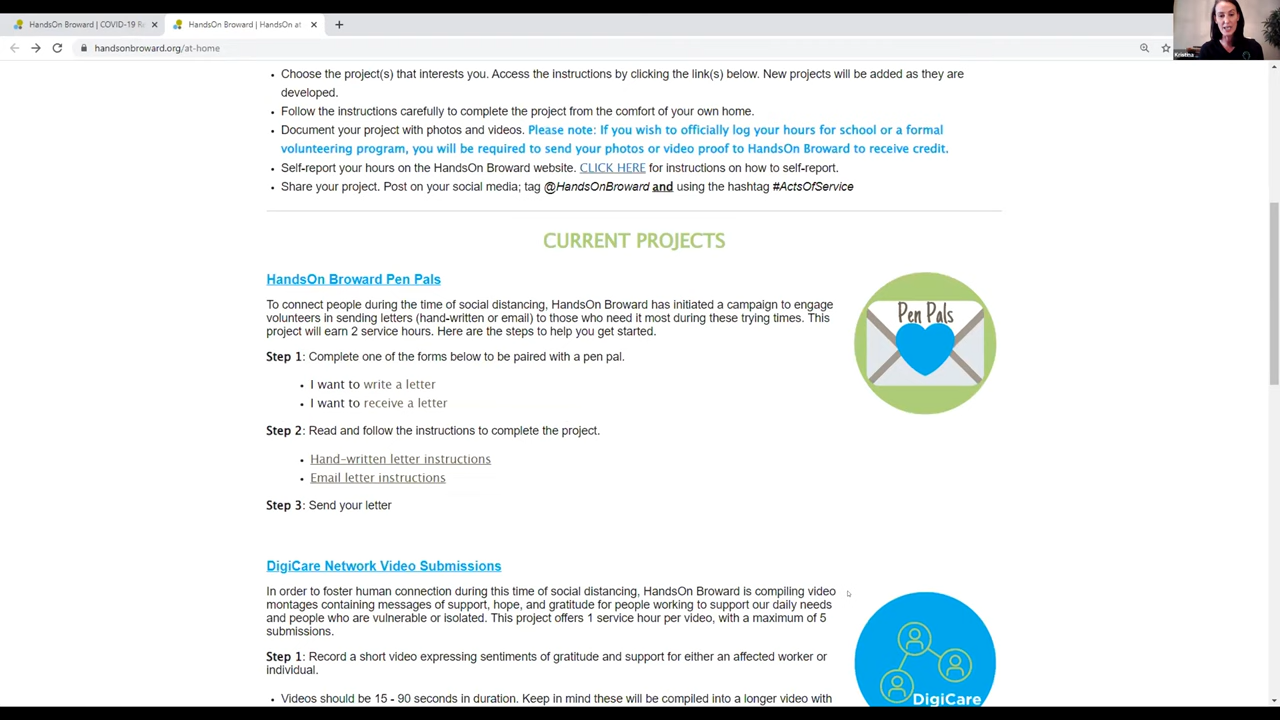 HandsOn Broward | COVID-19 Re
HandsOn Broward | HandsOn at
handsonbroward.org/at-home
Kristina
Choose the project(s) that interests you. Access the instructions by clicking the link(s) below. New projects will be added as they are
developed.
Follow the instructions carefully to complete the project from the comfort of your own home.
Document your project with photos and videos. Please note: If you wish to officially log your hours for school or a formal
volunteering program, you will be required to send your photos or video proof to HandsOn Broward to receive credit.
Self-report your hours on the HandsOn Broward website. CLICK HERE for instructions on how to self-report.
Share your project. Post on your social media; tag @HandsOnBroward and using the hashtag #ActsOfService
CURRENT PROJECTS
HandsOn Broward Pen Pals
To connect people during the time of social distancing, HandsOn Broward has initiated a campaign to engage
volunteers in sending letters (hand-written or email) to those who need it most during these trying times. This
project will earn 2 service hours. Here are the steps to help you get started.
Step 1: Complete one of the forms below to be paired with a pen pal.
I want to write a letter
I want to receive a letter
Step 2: Read and follow the instructions to complete the project.
Hand-written letter instructions
Email letter instructions
Step 3: Send your letter
Pen Pals
DigiCare Network Video Submissions
In order to foster human connection during this time of social distancing, HandsOn Broward is compiling video
montages containing messages of support, hope, and gratitude for people working to support our daily needs
and people who are vulnerable or isolated. This project offers 1 service hour per video, with a maximum of 5
submissions.
Step 1: Record a short video expressing sentiments of gratitude and support for either an affected worker or
individual.
Videos should be 15 - 90 seconds in duration. Keep in mind these will be compiled into a longer video with
DigiCare